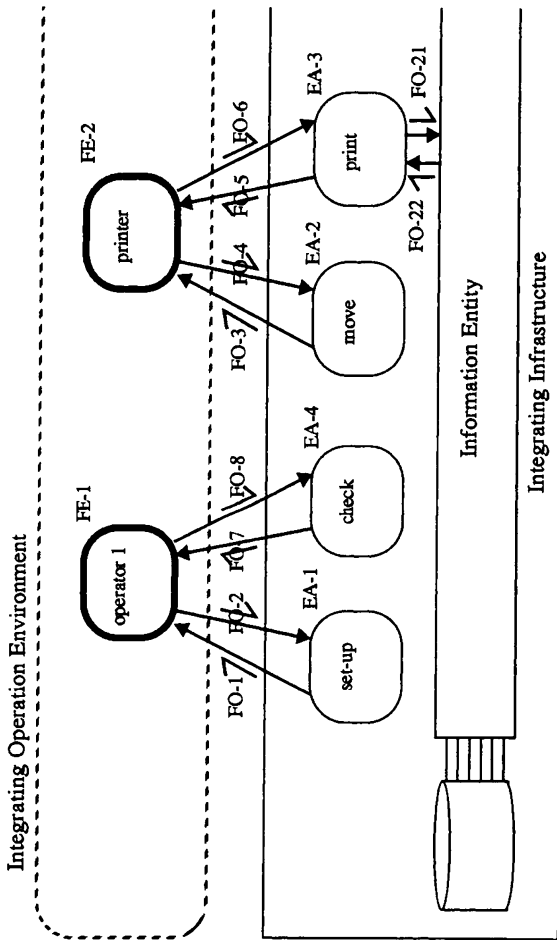 Integrating Operation Environment
FE-1
FE-2
operator 1
printer
FO-1
FO-2
FO-7
FO-8
FO-3
FO-4
FO-5
FO-6
EA-1
EA-4
EA-2
EA-3
set-up
check
move
print
FO-22
FO-21
Information Entity
Integrating Infrastructure